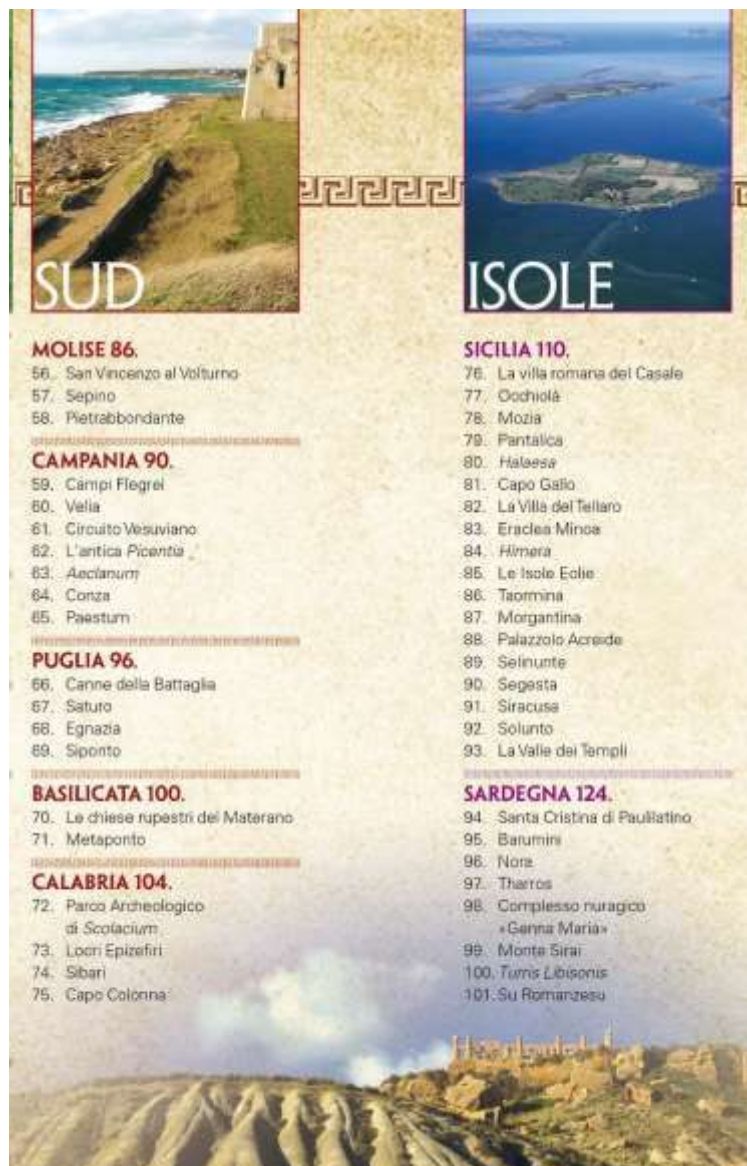 SUD
MOLISE 86.
56. San Vincenzo al Volturno
57. Sepino
58. Pietrabbondante
CAMPANIA 90.
59. Campi Flegrei
60. Velia
61. Circuito Vesuviano
62. L'antica Picentia
63. Aeclanum
64. Conza
65. Paestum
PUGLIA 96.
66. Canne della Battaglia
67. Saturo
68. Egnazia
69. Siponto
BASILICATA 100.
70. Le chiese rupestri del Materano
71. Metaponto
CALABRIA 104.
72. Parco Archeologico
di Scolacium
73. Locri Epizefiri
74. Sibari
75. Capo Colonna
ISOLE
SICILIA 110.
76. La villa romana del Casale
77. Occhiolà
78. Mozia
79. Pantalica
80. Halaesa
81. Capo Gallo
82. La Villa del Tellaro
83. Eraclea Minoa
84. Himera
85. Le Isole Eolie
86. Taormina
87. Morgantina
88. Palazzolo Acreide
89. Selinunte
90. Segesta
91. Siracusa
92. Solunto
93. La Valle dei Templi
SARDEGNA 124.
94. Santa Cristina di Paulilatino
95. Barumini
96. Nora
97. Tharros
98. Complesso nuragico
«Genna Maria»
99. Monte Sirai
100. Turris Libisonis
101. Su Romanzesu